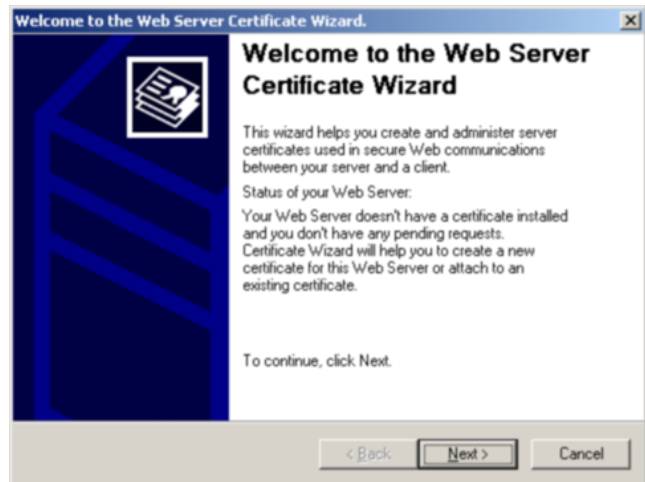 Welcome to the Web Server Certificate Wizard.
Welcome to the Web Server
Certificate Wizard
This wizard helps you create and administer server
certificates used in secure Web communications
between your server and a client.
Status of your Web Server:
Your Web Server doesn't have a certificate installed
and you don't have any pending requests.
Certificate Wizard will help you to create a new
certificate for this Web Server or attach to an
existing certificate.
To continue, click Next.
< Back Next > Cancel